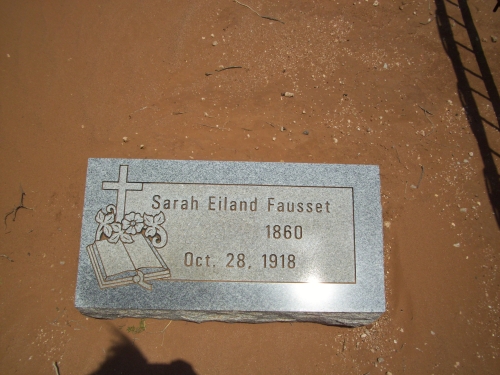 Sarah Eiland Fausset
1860
Oct. 28, 1918